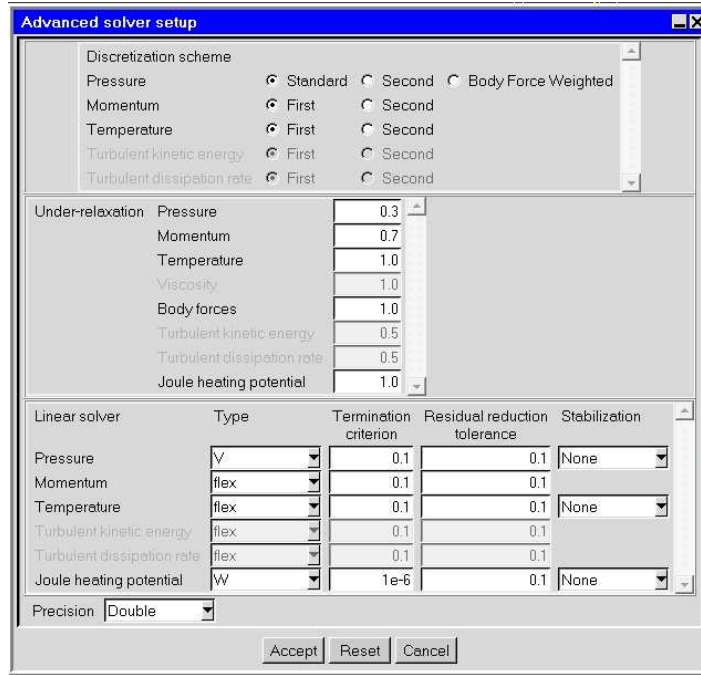 Advanced solver setup
Discretization scheme
Pressure Standard Second Body Force Weighted
Momentum First Second
Temperature First Second
Turbulent kinetic energy First Second
Turbulent dissipation rate First Second
Under-relaxation Pressure 0.3
Momentum 0.7
Temperature 1.0
Viscosity 1.0
Body forces 1.0
Turbulent kinetic energy 0.5
Turbulent dissipation rate 0.5
Joule heating potential 1.0
Linear solver Type Termination Residual reduction Stabilization
criterion tolerance
Pressure V 0.1 0.1 None
Momentum flex 0.1 0.1
Temperature flex 0.1 0.1 None
Turbulent kinetic energy flex 0.1 0.1
Turbulent dissipation rate flex 0.1 0.1
Joule heating potential W 1e-6 0.1 None
Precision Double
Accept Reset Cancel